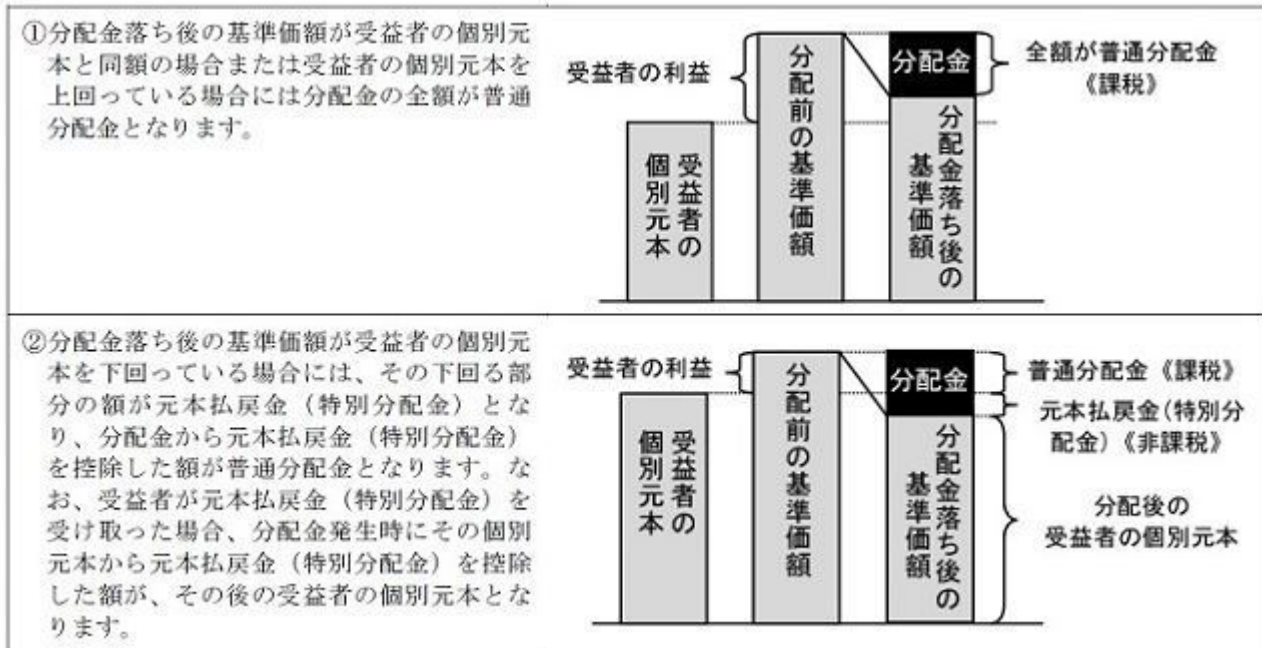 ①分配金落ち後の基準価額が受益者の個別元
本と同額の場合または受益者の個別元本を
上回っている場合には分配金の全額が普通
分配金となります。
受益者の利益
受益者の
個別元本
分配前の基準価額
分配金
分配金落ち後の
基準価額
全額が普通分配金
《課税》
②分配金落ち後の基準価額が受益者の個別元
本を下回っている場合には、その下回る部
分の額が元本払戻金（特別分配金）とな
り、分配金から元本払戻金（特別分配金）
を控除した額が普通分配金となります。な
お、受益者が元本払戻金（特別分配金）を
受け取った場合、分配金発生時にその個別
元本から元本払戻金（特別分配金）を控除
した額が、その後の受益者の個別元本とな
ります。
受益者の利益
受益者の
個別元本
分配前の基準価額
分配金
分配金落ち後の
基準価額
普通分配金《課税》
元本払戻金(特別分
配金)《非課税》
分配後の
受益者の個別元本